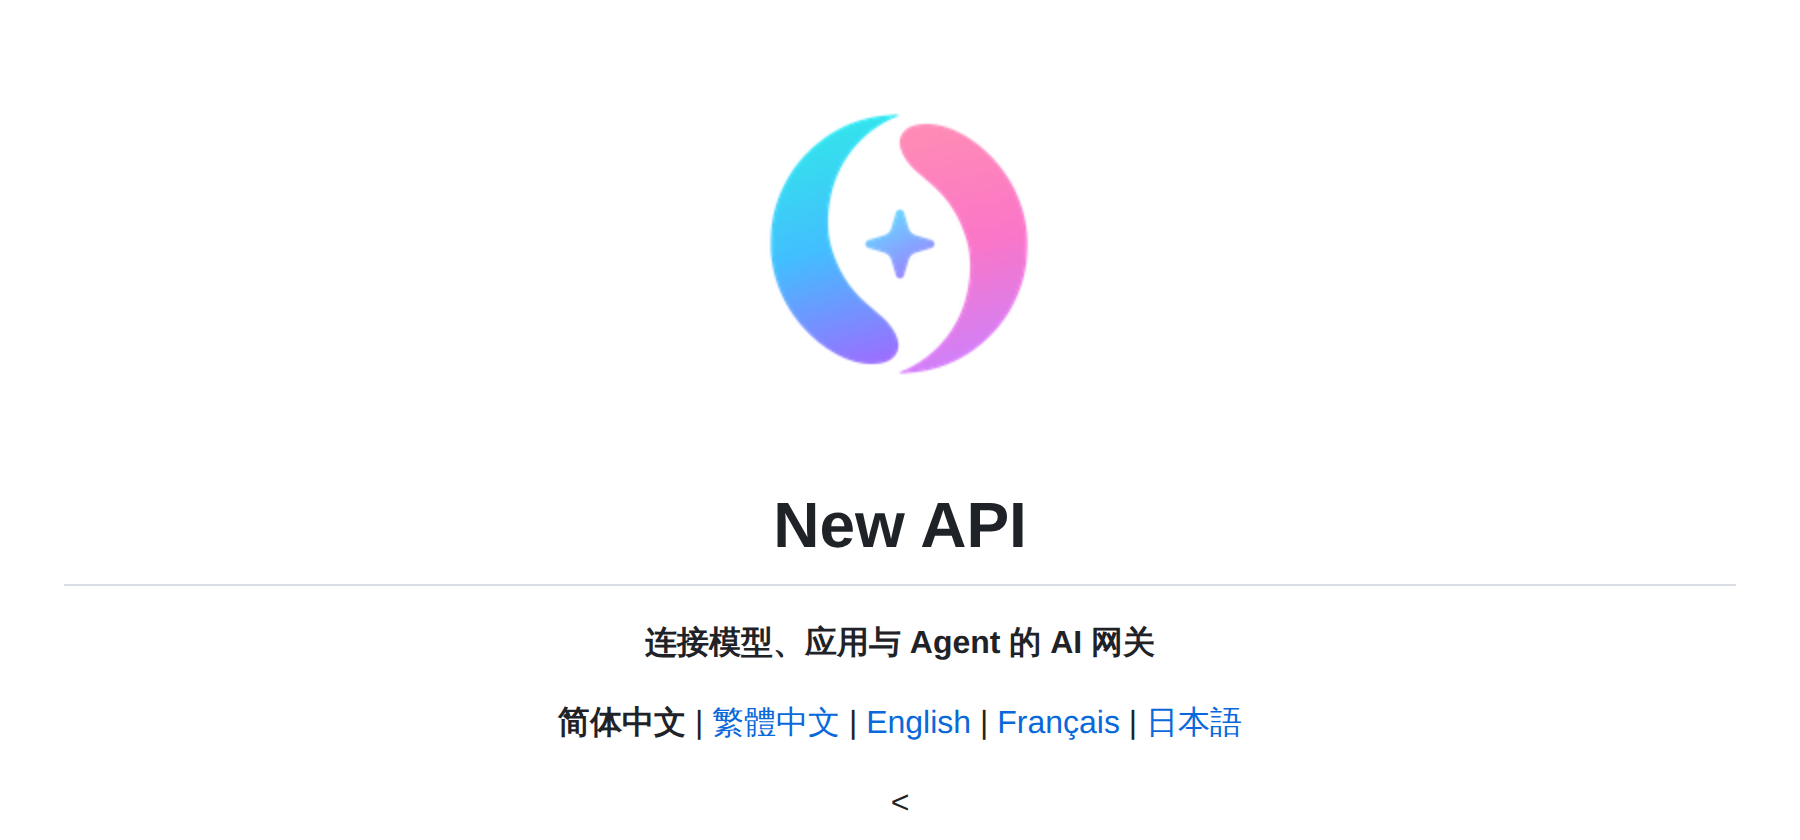 New API
连接模型、应用与 Agent 的 AI 网关
简体中文 | 繁體中文 | English | Français | 日本語
<